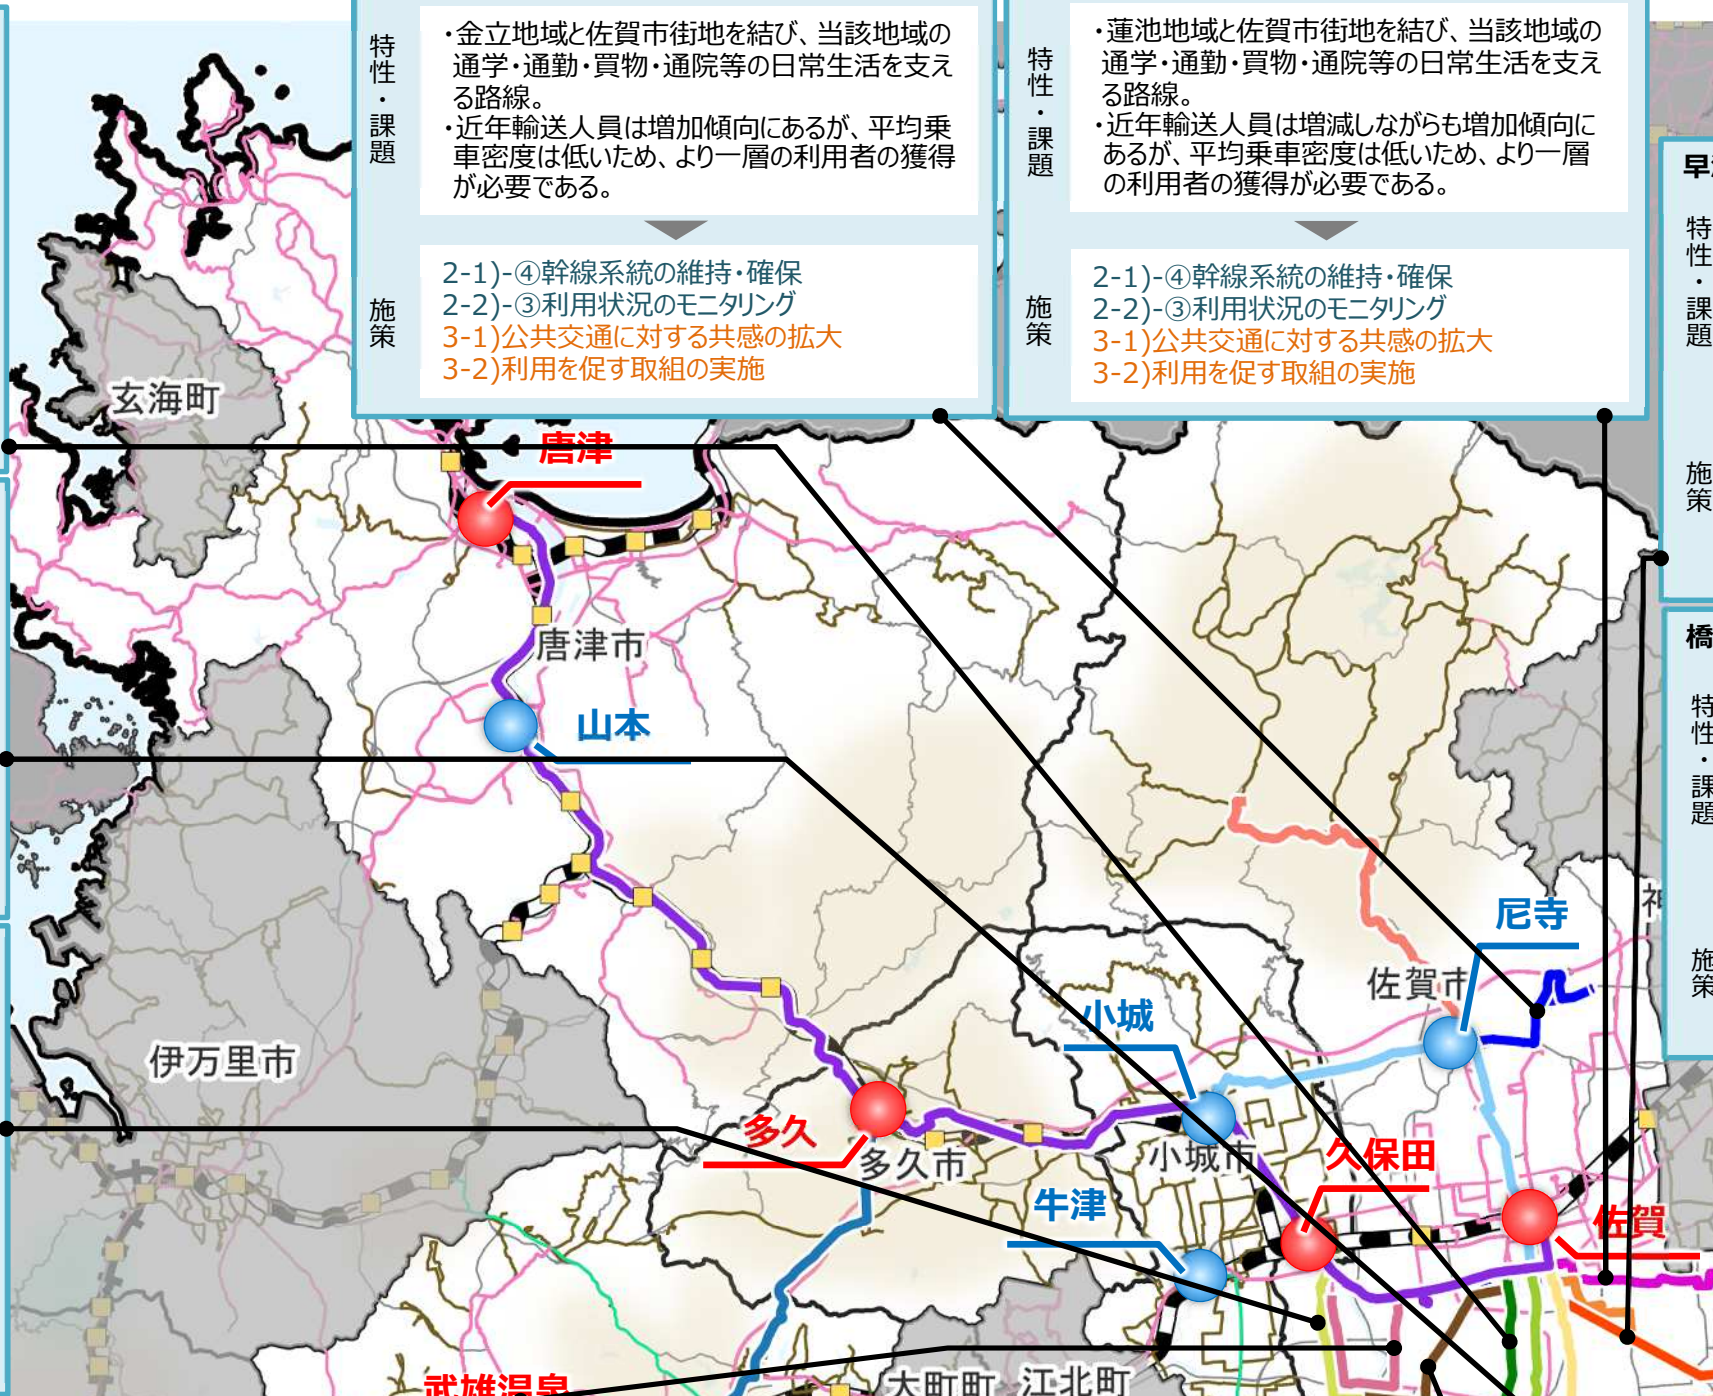 特性・課題
・金立地域と佐賀市街地を結び、当該地域の
通学・通勤・買物・通院等の日常生活を支え
る路線。
・近年輸送人員は増加傾向にあるが、平均乗
車密度は低いため、より一層の利用者の獲得
が必要である。
施策
2-1)-④幹線系統の維持・確保
2-2)-③利用状況のモニタリング
3-1)公共交通に対する共感の拡大
3-2)利用を促す取組の実施
特性・課題
・蓮池地域と佐賀市街地を結び、当該地域の
通学・通勤・買物・通院等の日常生活を支え
る路線。
・近年輸送人員は増減しながらも増加傾向に
あるが、平均乗車密度は低いため、より一層
の利用者の獲得が必要である。
施策
2-1)-④幹線系統の維持・確保
2-2)-③利用状況のモニタリング
3-1)公共交通に対する共感の拡大
3-2)利用を促す取組の実施
早
特性・課題
施策
橋
特性・課題
施策
玄海町
唐津
唐津市
山本
尼寺
神
佐賀市
小城
伊万里市
多久
多久市
小城市
久保田
牛津
佐賀
武雄温泉
大町町
江北町